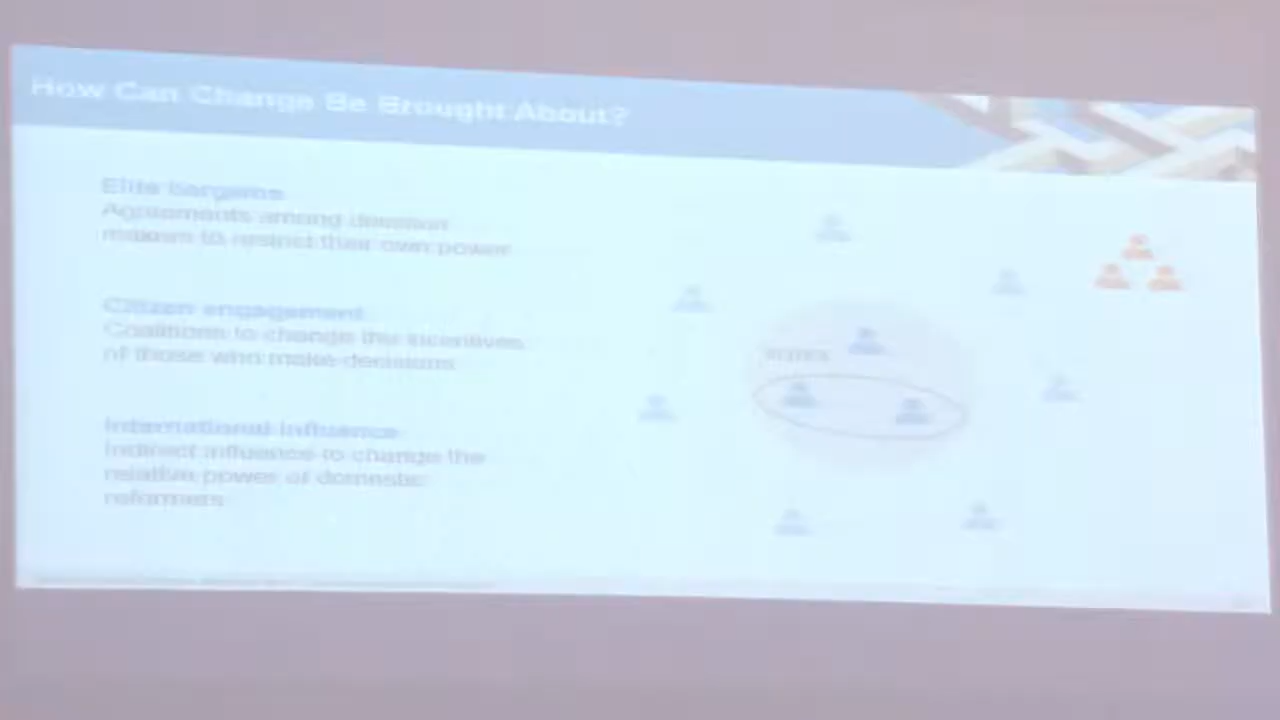 How Can Change Be Brought About?
Elite bargains
Agreements among decision
makers to restrict their own power
Citizen engagement
Coalitions to change the incentives
of those who make decisions
International influence
Indirect influence to change the
relative power of domestic
reformers